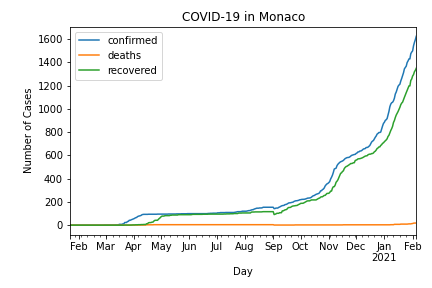 COVID-19 in Monaco
confirmed
deaths
recovered
Number of Cases
1600
1400
1200
1000
800
600
400
200
0
Feb Mar Apr May Jun Jul Aug Sep Oct Nov Dec Jan Feb
2021
Day